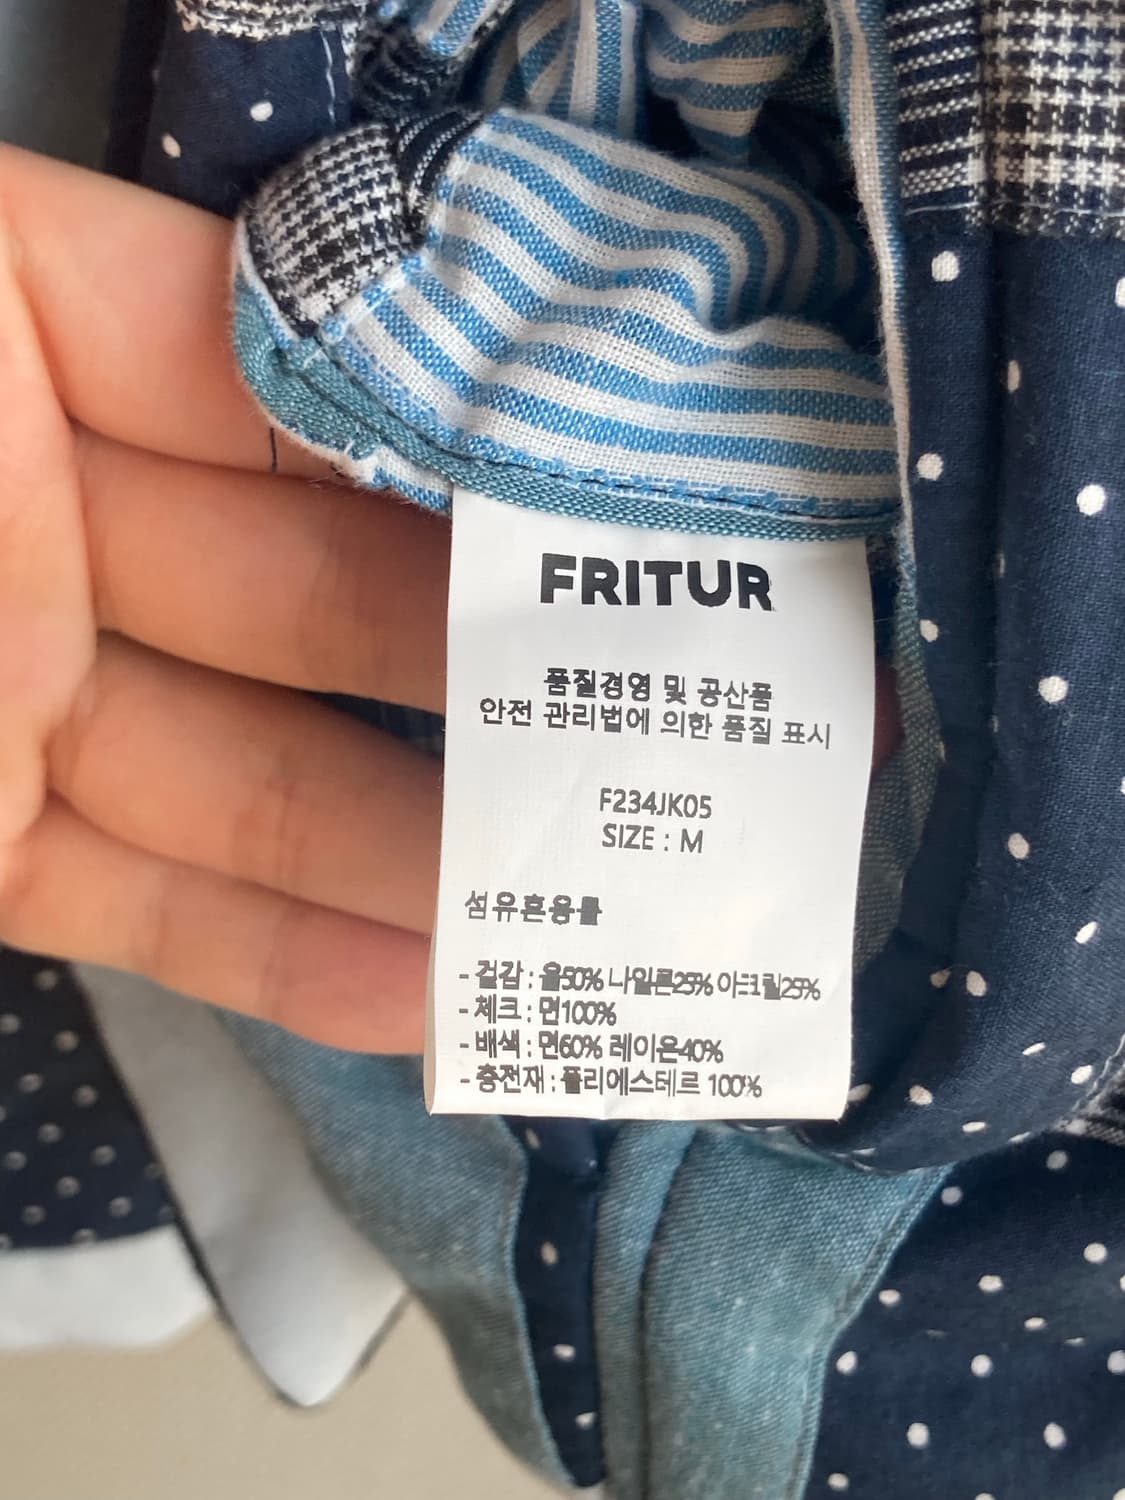 FRITUR
품질경영 및 공산품
안전 관리법에 의한 품질 표시
F234JK05
SIZE : M
섬유혼용률
- 겉감 : 울50% 나일론25% 아크릴25%
- 체크 : 면100%
- 배색 : 면60% 레이온40%
- 충전재 : 폴리에스테르 100%